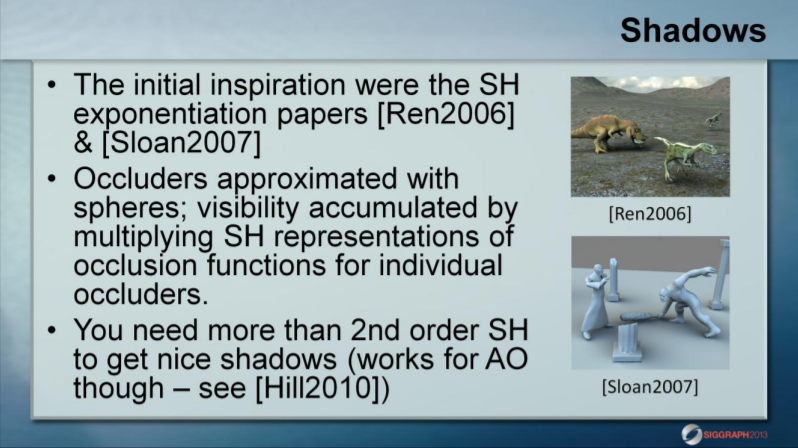 Shadows
• The initial inspiration were the SH
exponentiation papers [Ren2006]
& [Sloan2007]
• Occluders approximated with
spheres; visibility accumulated by
multiplying SH representations of
occlusion functions for individual
occluders.
• You need more than 2nd order SH
to get nice shadows (works for AO
though – see [Hill2010])
[Ren2006]
[Sloan2007]
SIGGRAPH2013